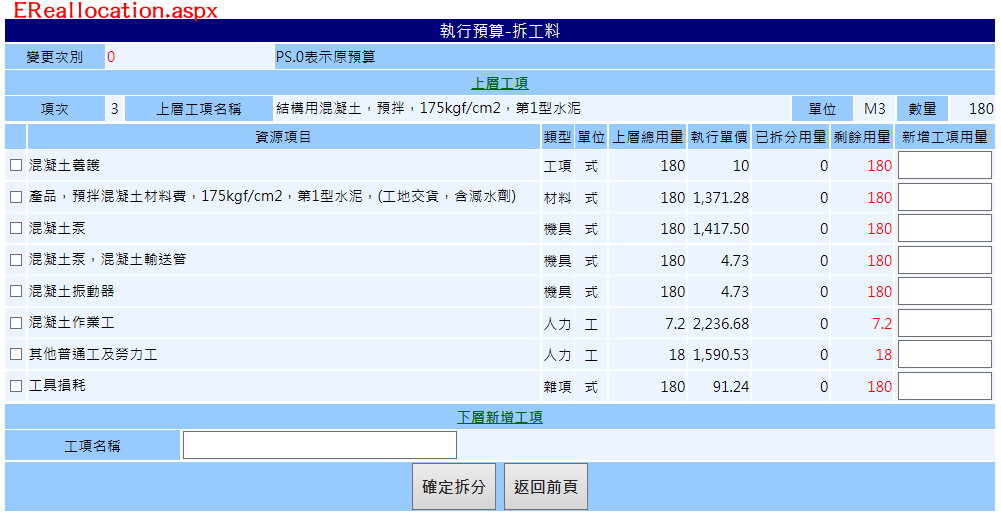 EReallocation.aspx
執行預算-拆工料
變更次別 0 PS.0表示原預算
上層工項
項次 3 上層工項名稱 結構用混凝土，預拌，175kgf/cm2，第1型水泥 單位 M3 數量 180
資源項目 類型 單位 上層總用量 執行單價 已拆分用量 剩餘用量 新增工項用量
混凝土養護 工項 式 180 10 0 180
產品，預拌混凝土材料費，175kgf/cm2，第1型水泥，(工地交貨，含減水劑) 材料 式 180 1,371.28 0 180
混凝土泵 機具 式 180 1,417.50 0 180
混凝土泵，混凝土輸送管 機具 式 180 4.73 0 180
混凝土振動器 機具 式 180 4.73 0 180
混凝土作業工 人力 工 7.2 2,236.68 0 7.2
其他普通工及勞力工 人力 工 18 1,590.53 0 18
工具損耗 雜項 式 180 91.24 0 180
下層新增工項
工項名稱
確定拆分 返回前頁